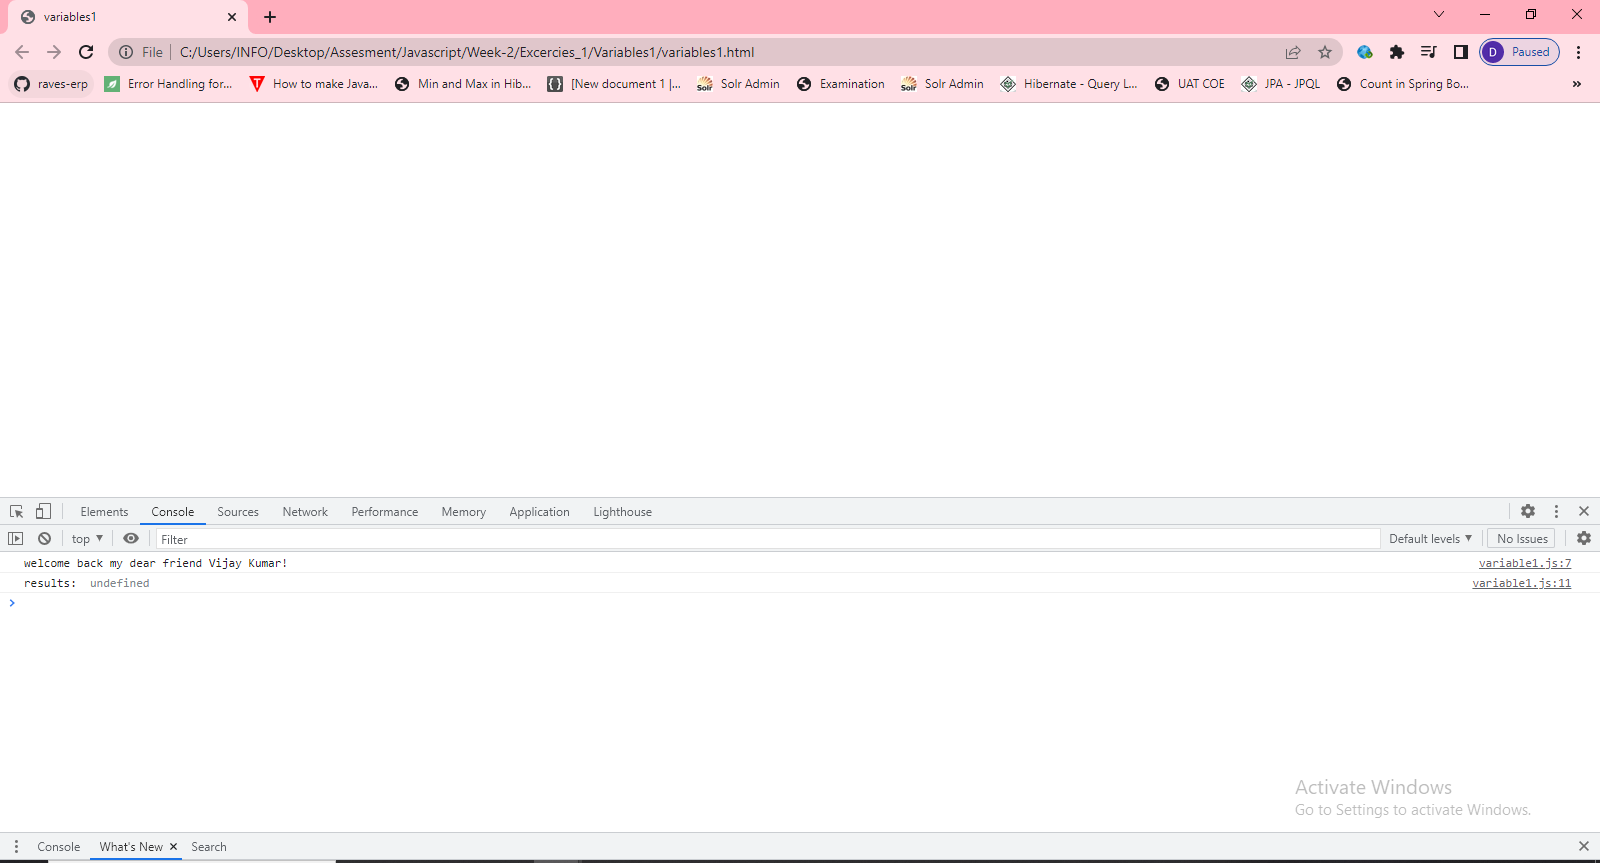 variables1
File C:/Users/INFO/Desktop/Assesment/Javascript/Week-2/Excercies_1/Variables1/variables1.html D Paused
raves-erp Error Handling for... T How to make Java... Min and Max in Hib... [New document 1 |... Solr Solr Admin Examination Solr Solr Admin Hibernate - Query L... UAT COE JPA - JPQL Count in Spring Bo... »
Elements Console Sources Network Performance Memory Application Lighthouse
top ▼ Filter Default levels ▼ No Issues
welcome back my dear friend Vijay Kumar! variable1.js:7
results: undefined variable1.js:11
>
Activate Windows
Go to Settings to activate Windows.
Console What's New Search